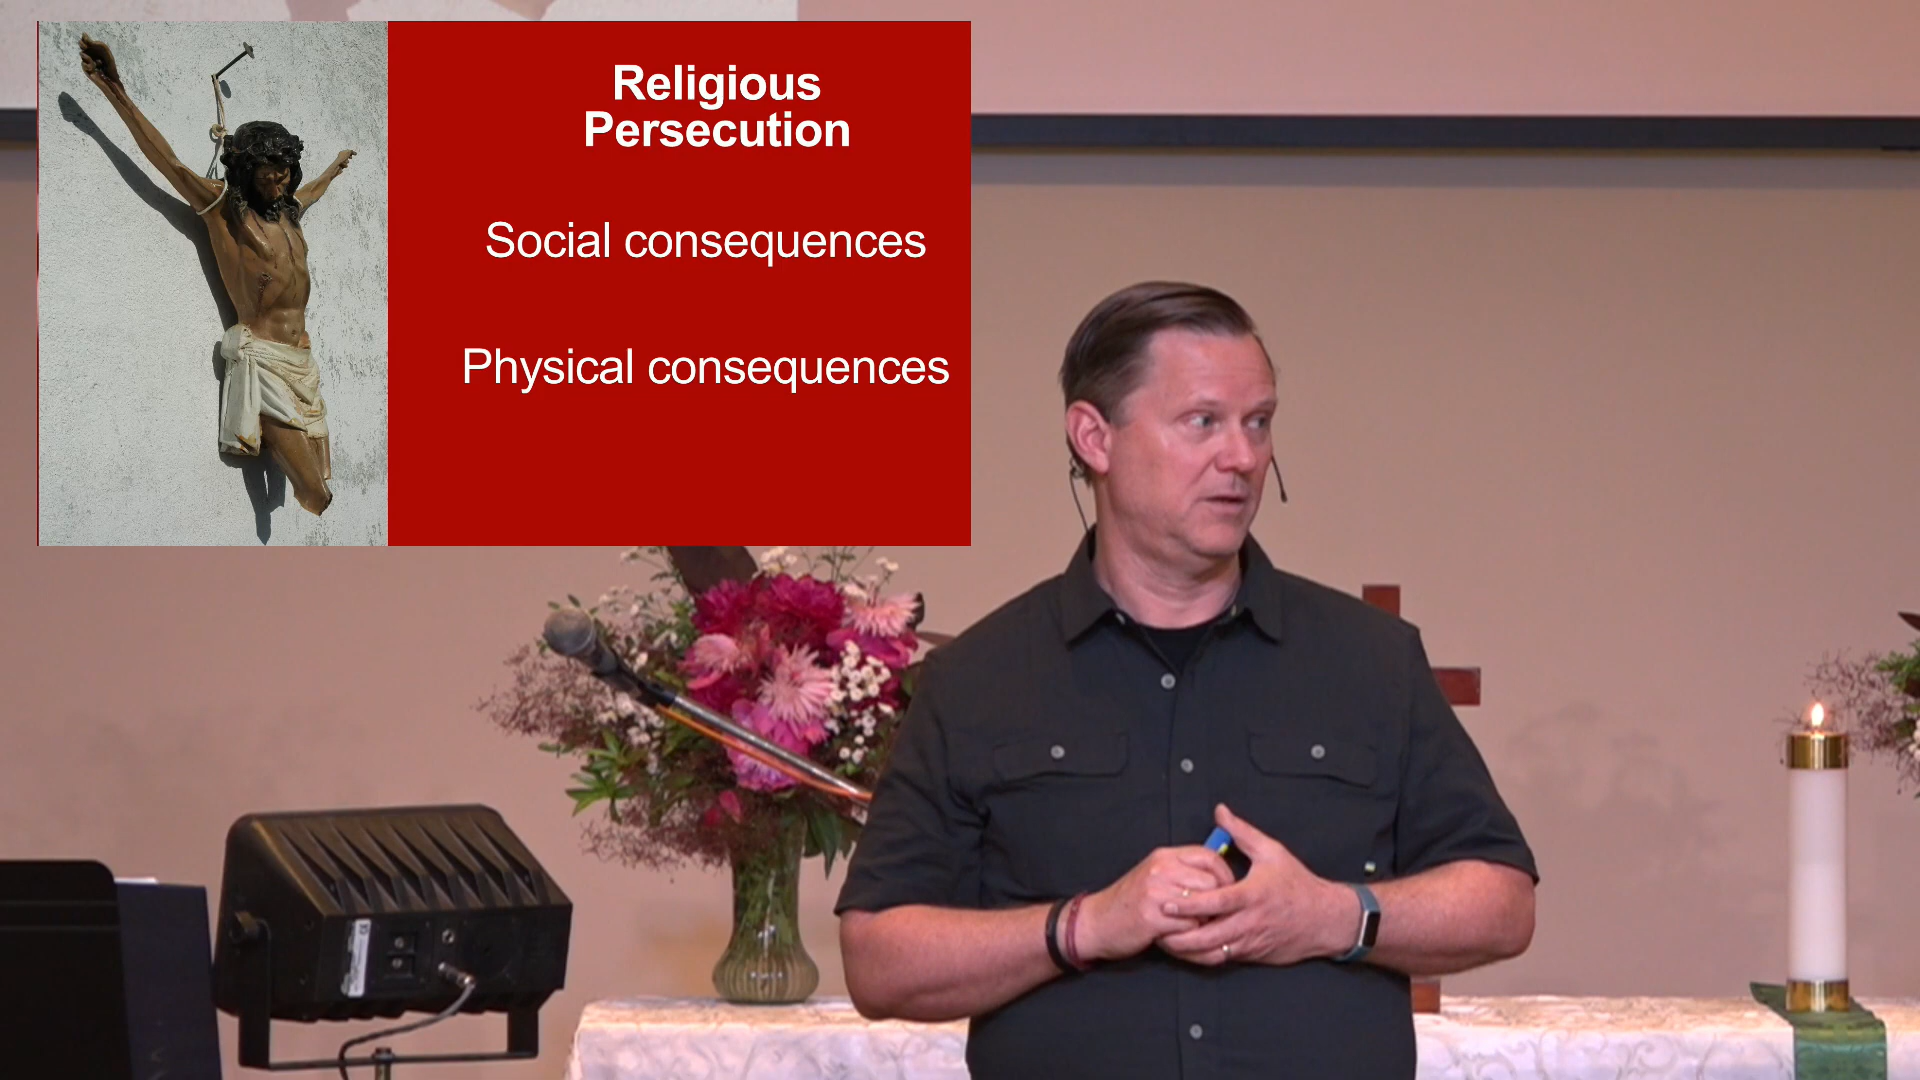 Religious
Persecution
Social consequences
Physical consequences